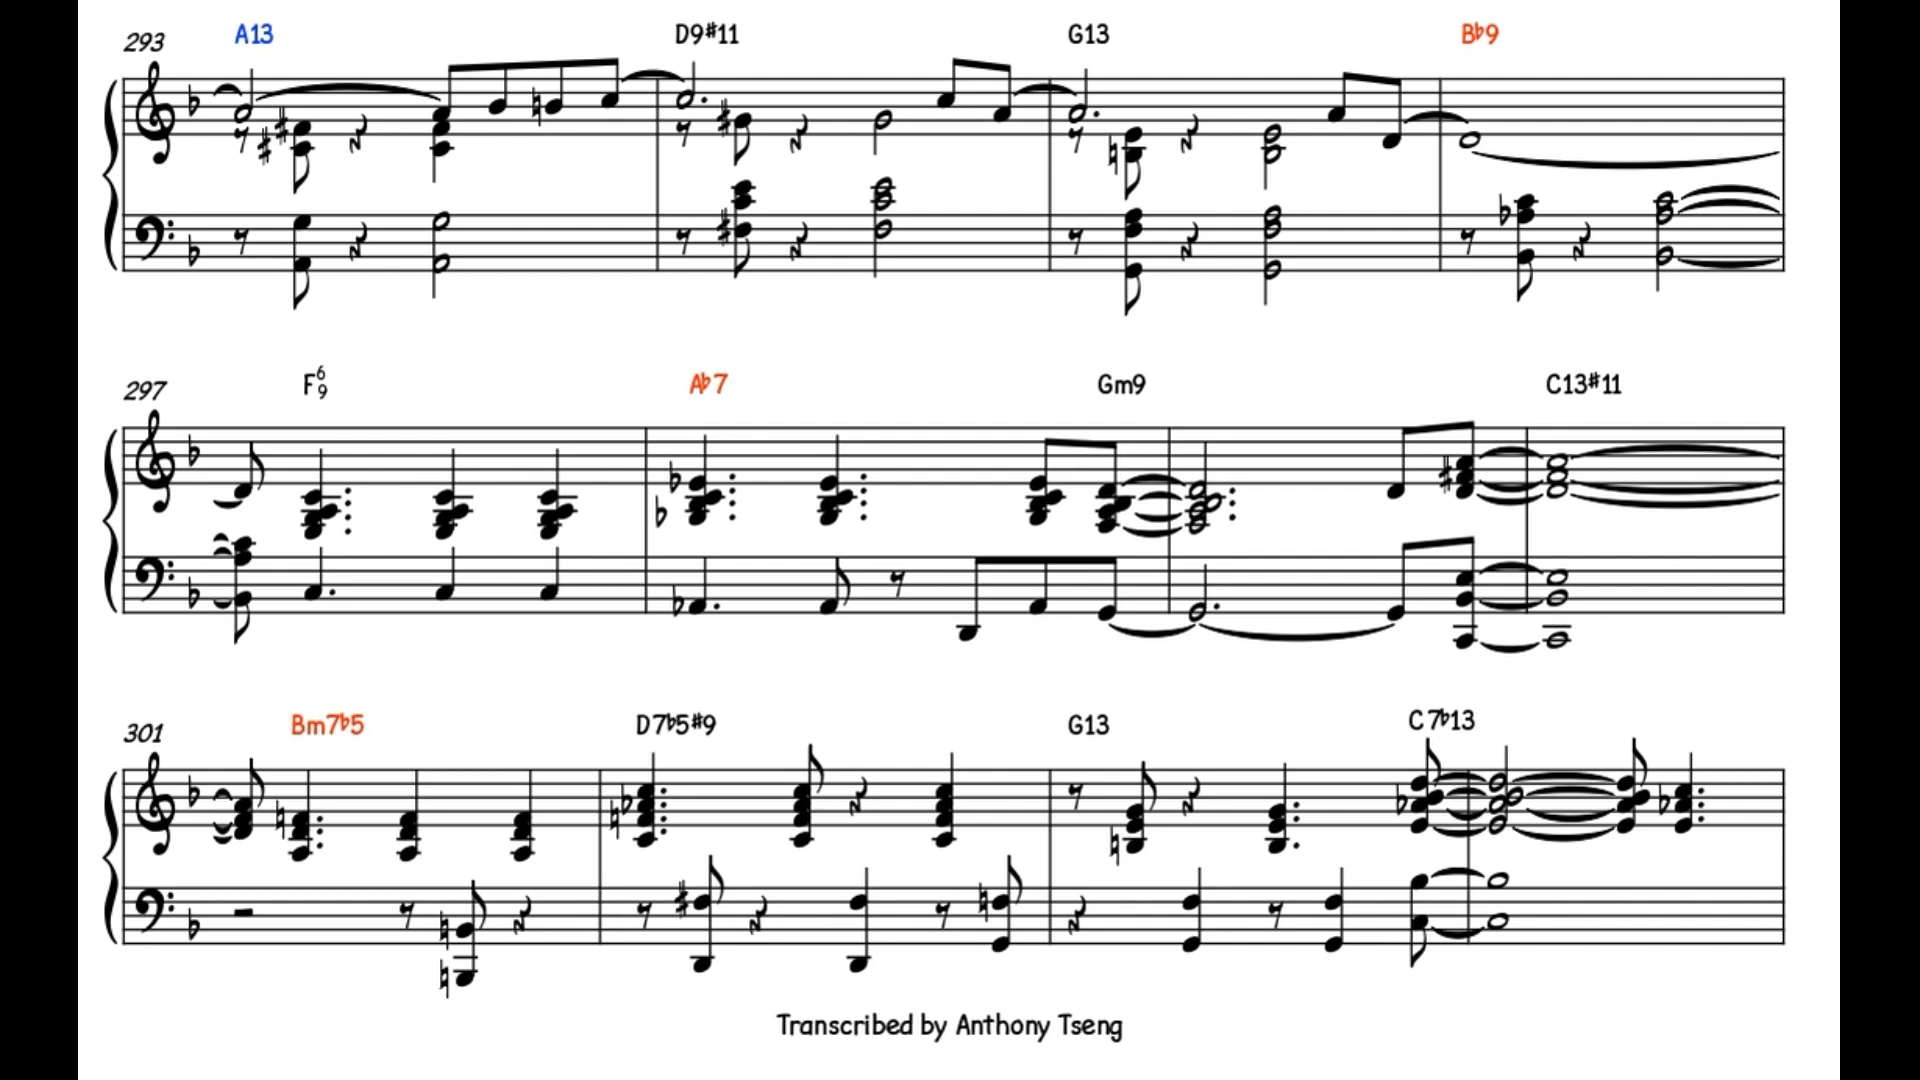 293 A13 D9#11 G13 B♭9
297 F6/9 A♭7 Gm9 C13#11
301 Bm7♭5 D7♭5#9 G13 C7♭13
Transcribed by Anthony Tseng